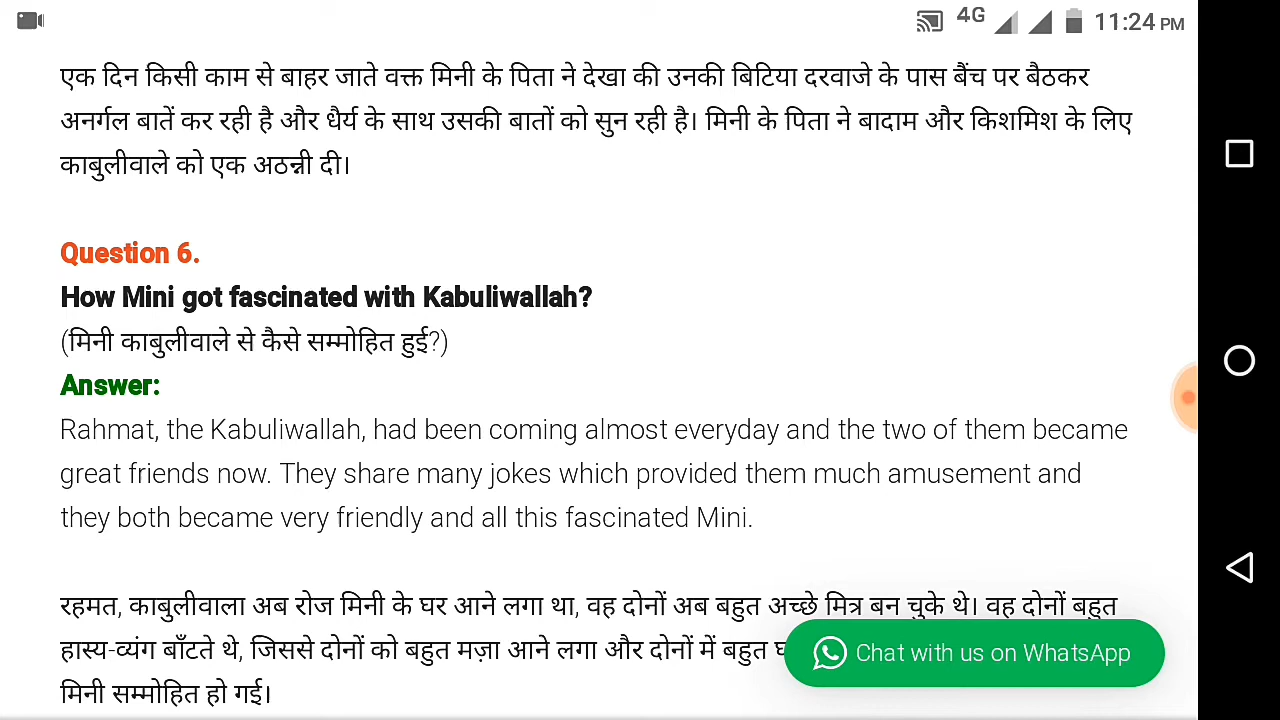 4G 11:24 PM
एक दिन किसी काम से बाहर जाते वक्त मिनी के पिता ने देखा की उनकी बिटिया दरवाजे के पास बैंच पर बैठकर
अनर्गल बातें कर रही है और धैर्य के साथ उसकी बातों को सुन रही है। मिनी के पिता ने बादाम और किशमिश के लिए
काबुलीवाले को एक अठन्नी दी।
Question 6.
How Mini got fascinated with Kabuliwallah?
(मिनी काबुलीवाले से कैसे सम्मोहित हुई?)
Answer:
Rahmat, the Kabuliwallah, had been coming almost everyday and the two of them became
great friends now. They share many jokes which provided them much amusement and
they both became very friendly and all this fascinated Mini.
रहमत, काबुलीवाला अब रोज मिनी के घर आने लगा था, वह दोनों अब बहुत अच्छे मित्र बन चुके थे। वह दोनों बहुत
हास्य-व्यंग बाँटते थे, जिससे दोनों को बहुत मज़ा आने लगा और दोनों में बहुत
Chat with us on WhatsApp
मिनी सम्मोहित हो गई।